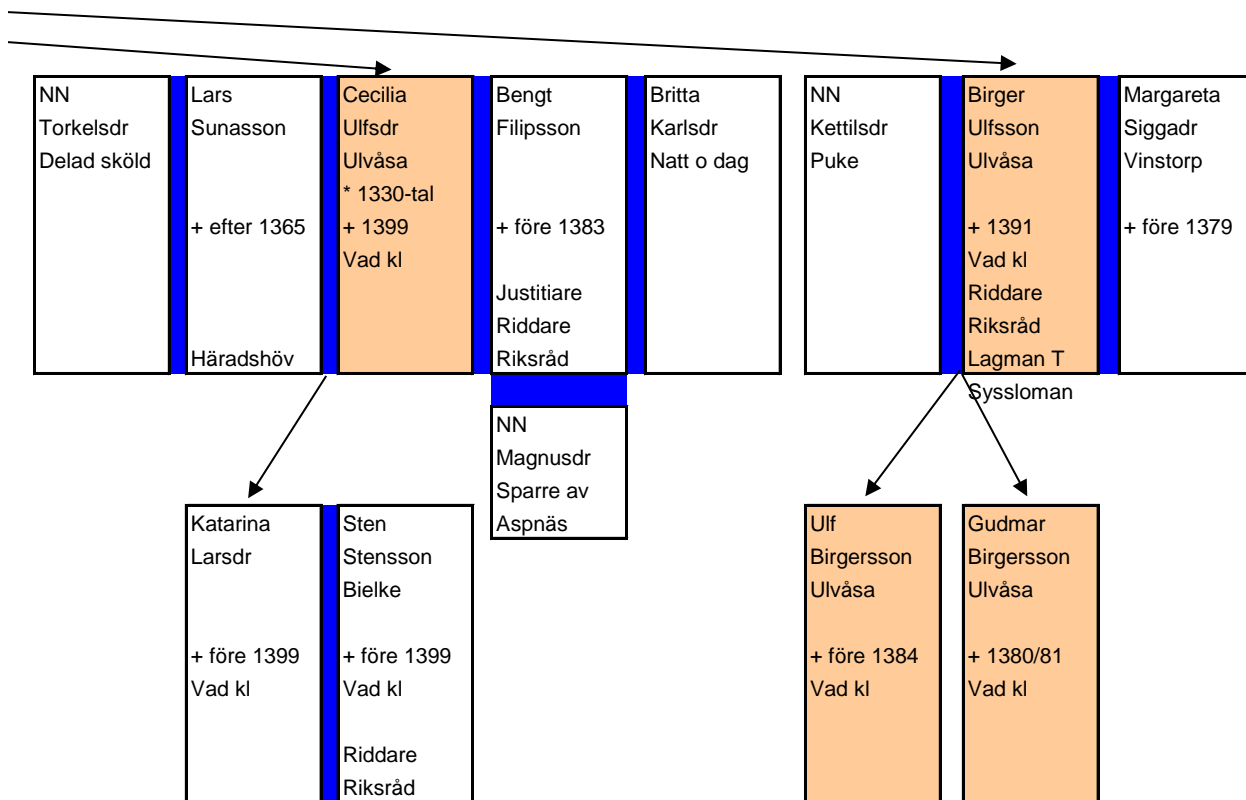 NN
Torkelsdr
Delad sköld
Lars
Sunasson
+ efter 1365
Häradshöv
Cecilia
Ulfsdr
Ulvåsa
* 1330-tal
+ 1399
Vad kl
Bengt
Filipsson
+ före 1383
Justitiare
Riddare
Riksråd
Britta
Karlsdr
Natt o dag
NN
Kettilsdr
Puke
Birger
Ulfsson
Ulvåsa
+ 1391
Vad kl
Riddare
Riksråd
Lagman T
Syssloman
Margareta
Siggadr
Vinstorp
+ före 1379
NN
Magnusdr
Sparre av
Aspnäs
Katarina
Larsdr
+ före 1399
Vad kl
Sten
Stensson
Bielke
+ före 1399
Vad kl
Riddare
Riksråd
Ulf
Birgersson
Ulvåsa
+ före 1384
Vad kl
Gudmar
Birgersson
Ulvåsa
+ 1380/81
Vad kl